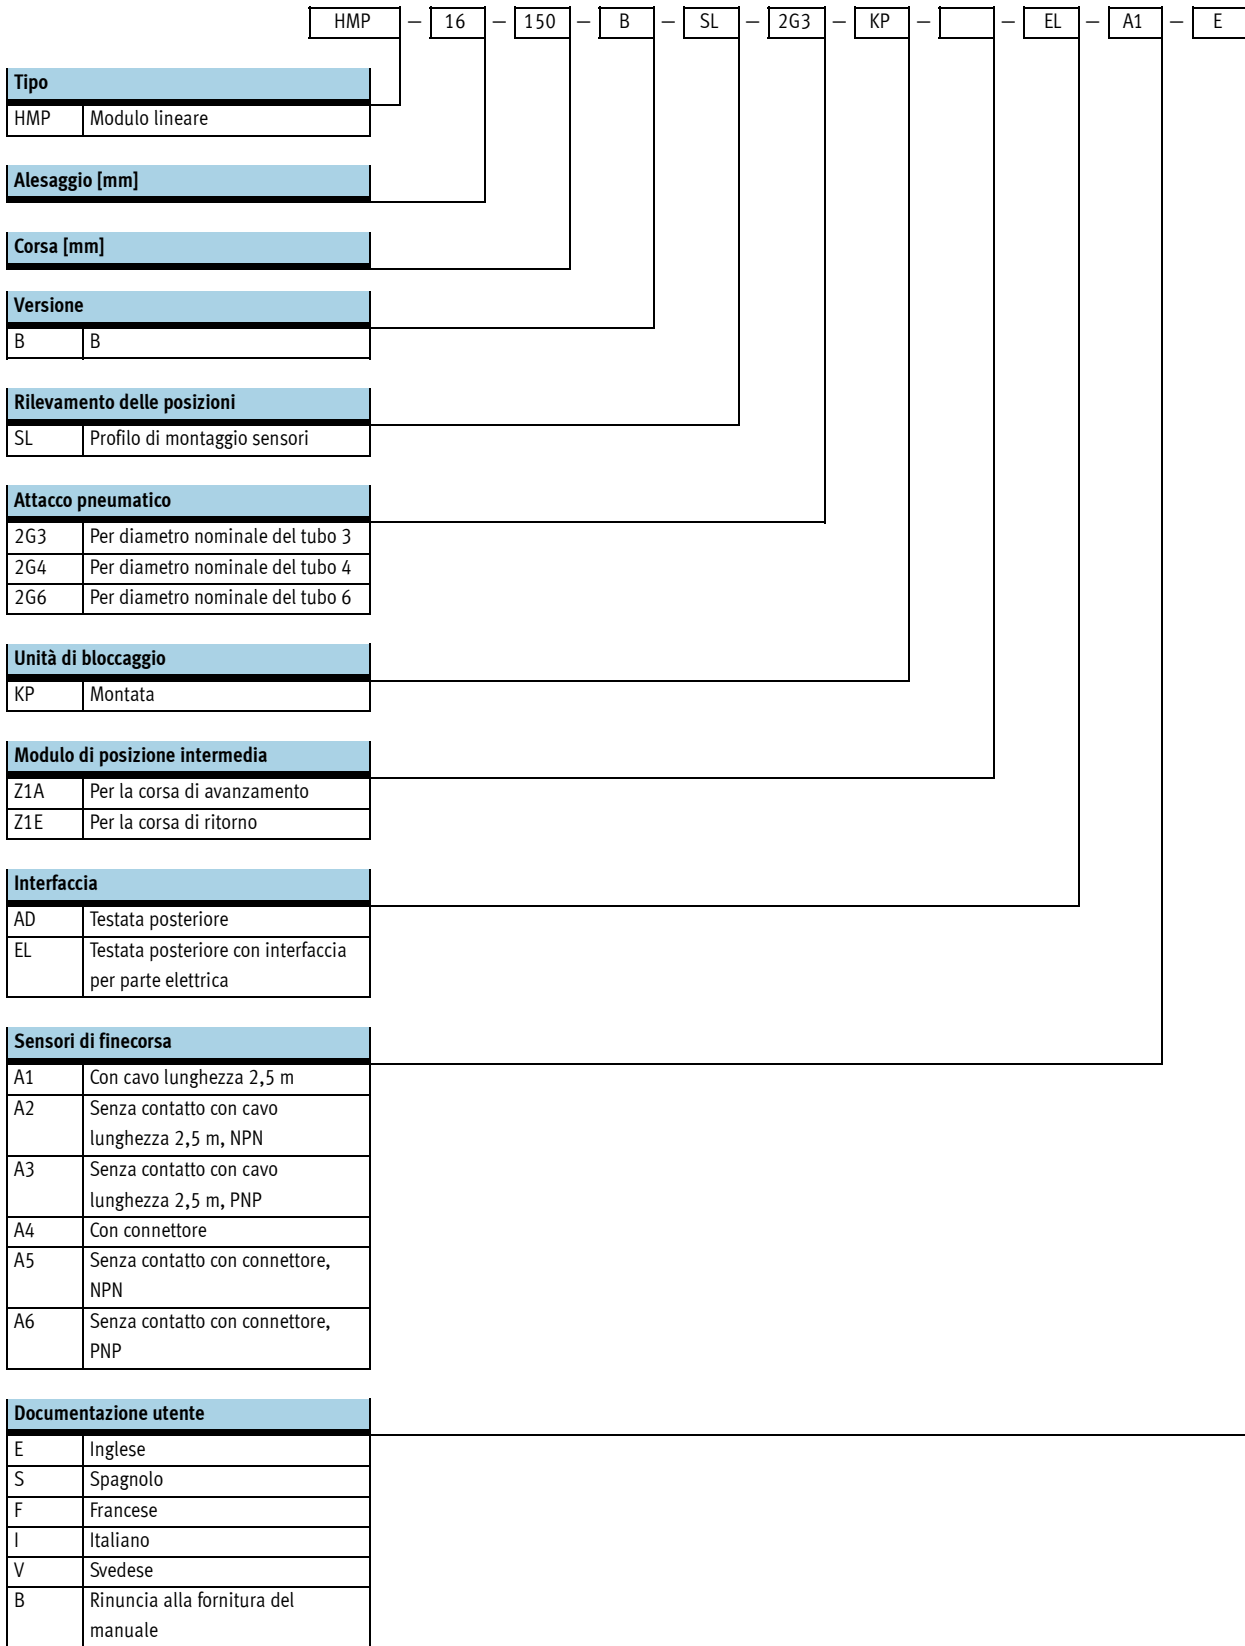 HMP – 16 – 150 – B – SL – 2G3 – KP – – EL – A1 – E
Tipo
HMP Modulo lineare
Alesaggio [mm]
Corsa [mm]
Versione
B B
Rilevamento delle posizioni
SL Profilo di montaggio sensori
Attacco pneumatico
2G3 Per diametro nominale del tubo 3
2G4 Per diametro nominale del tubo 4
2G6 Per diametro nominale del tubo 6
Unità di bloccaggio
KP Montata
Modulo di posizione intermedia
Z1A Per la corsa di avanzamento
Z1E Per la corsa di ritorno
Interfaccia
AD Testata posteriore
EL Testata posteriore con interfaccia
per parte elettrica
Sensori di finecorsa
A1 Con cavo lunghezza 2,5 m
A2 Senza contatto con cavo
lunghezza 2,5 m, NPN
A3 Senza contatto con cavo
lunghezza 2,5 m, PNP
A4 Con connettore
A5 Senza contatto con connettore,
NPN
A6 Senza contatto con connettore,
PNP
Documentazione utente
E Inglese
S Spagnolo
F Francese
I Italiano
V Svedese
B Rinuncia alla fornitura del
manuale